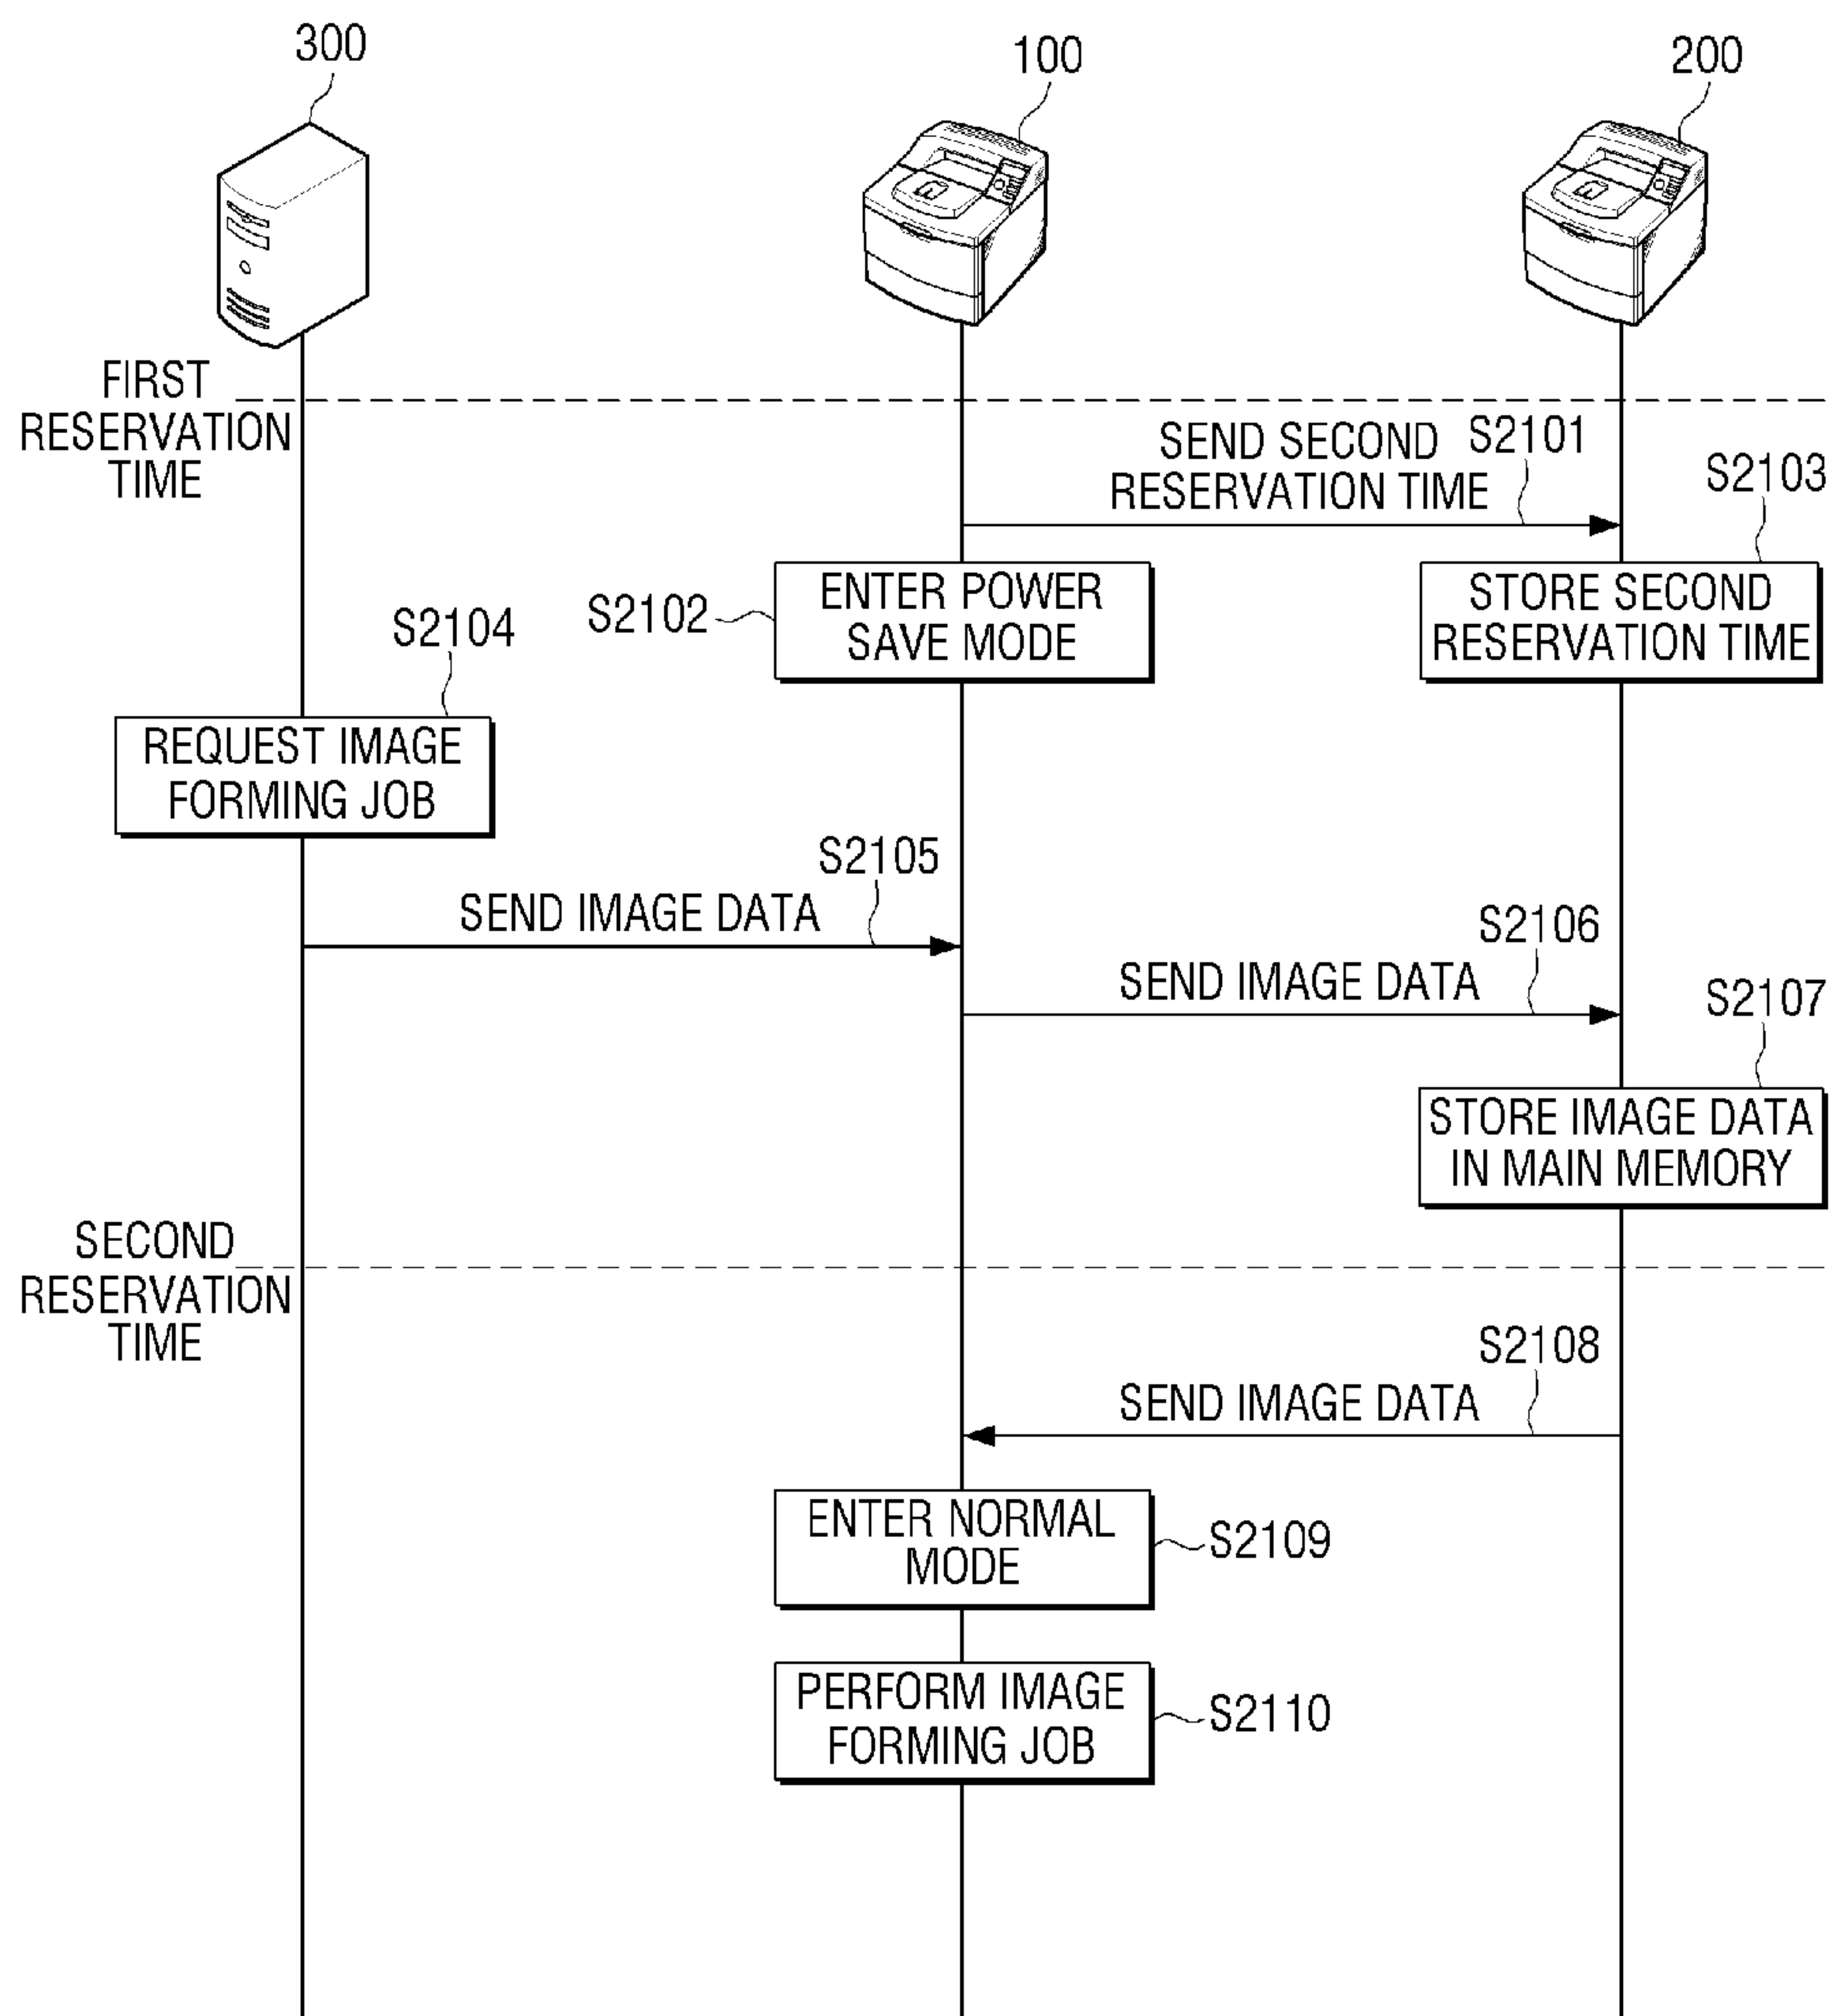 300
100
200
FIRST
RESERVATION
TIME
SEND SECOND
RESERVATION TIME
S2101
S2103
S2102
ENTER POWER
SAVE MODE
STORE SECOND
RESERVATION TIME
S2104
REQUEST IMAGE
FORMING JOB
S2105
SEND IMAGE DATA
S2106
SEND IMAGE DATA
S2107
STORE IMAGE DATA
IN MAIN MEMORY
SECOND
RESERVATION
TIME
S2108
SEND IMAGE DATA
ENTER NORMAL
MODE
S2109
PERFORM IMAGE
FORMING JOB
S2110